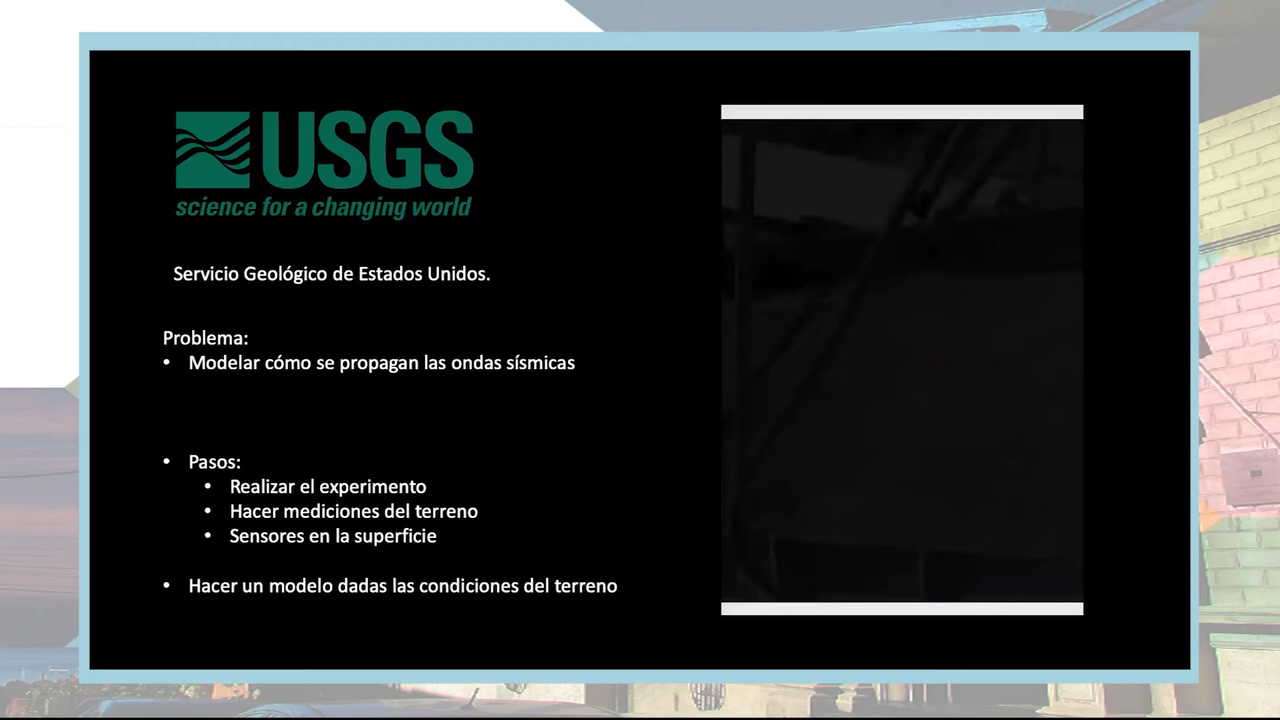 USGS
science for a changing world
Servicio Geológico de Estados Unidos.
Problema:
• Modelar cómo se propagan las ondas sísmicas
• Pasos:
• Realizar el experimento
• Hacer mediciones del terreno
• Sensores en la superficie
• Hacer un modelo dadas las condiciones del terreno